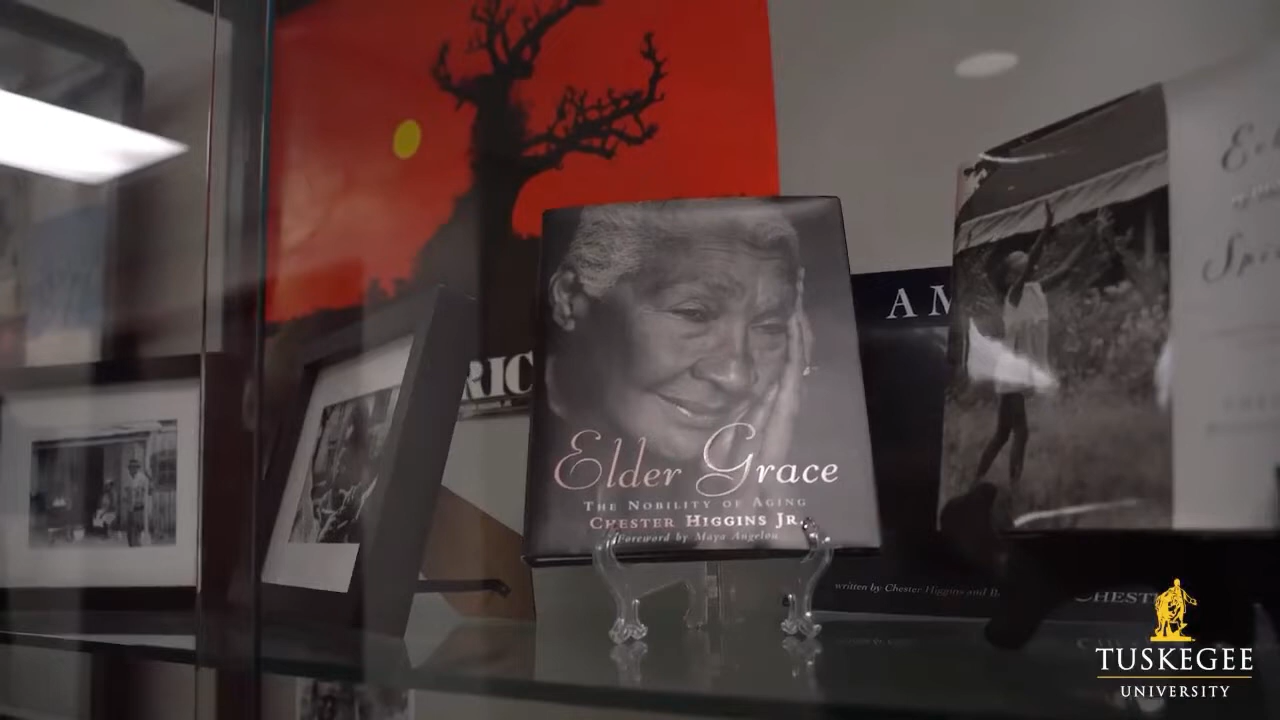 RIC
Elder Grace
THE NOBILITY OF AGING
CHESTER HIGGINS JR.
Foreword by Maya Angelou
AM
written by Chester Higgins and B
CHEST
TUSKEGEE
UNIVERSITY